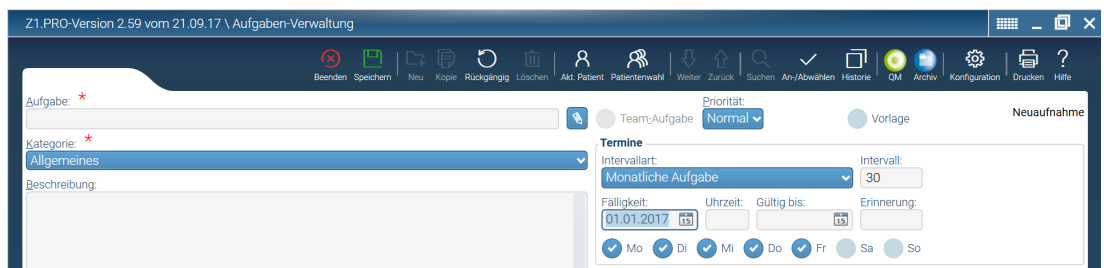 Z1.PRO-Version 2.59 vom 21.09.17 \ Aufgaben-Verwaltung
Beenden Speichern Neu Kopie Rückgängig Löschen Akt. Patient Patientenwahl Weiter Zurück Suchen An-/Abwählen Historie QM Archiv Konfiguration Drucken Hilfe
Aufgabe: *
Team-Aufgabe
Priorität:
Normal
Vorlage
Neuaufnahme
Kategorie: *
Allgemeines
Beschreibung:
Termine
Intervallart: Intervall:
Monatliche Aufgabe 30
Fälligkeit: Uhrzeit: Gültig bis: Erinnerung:
01.01.2017 15 15
Mo Di Mi Do Fr Sa So